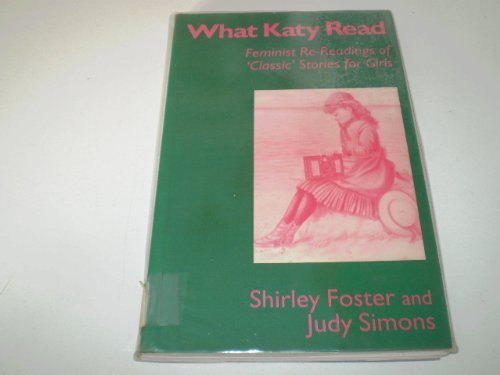 What Katy Read
Feminist Re-Readings of
'Classic' Stories for Girls
Shirley Foster and
Judy Simons